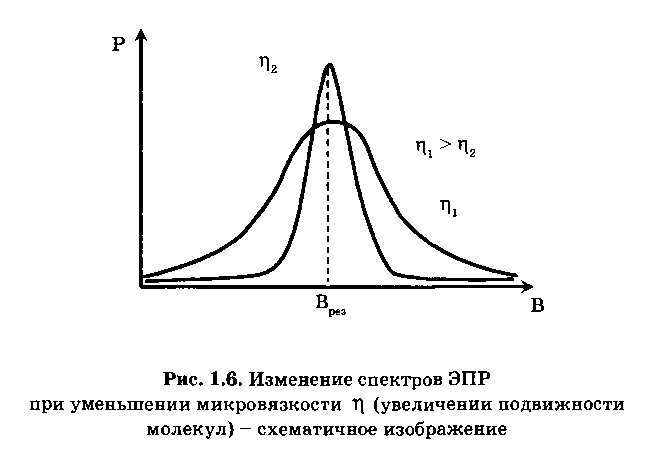 P
η₂
η₁ > η₂
η₁
Bрез
B
Рис. 1.6. Изменение спектров ЭПР
при уменьшении микровязкости η (увеличении подвижности
молекул) – схематичное изображение